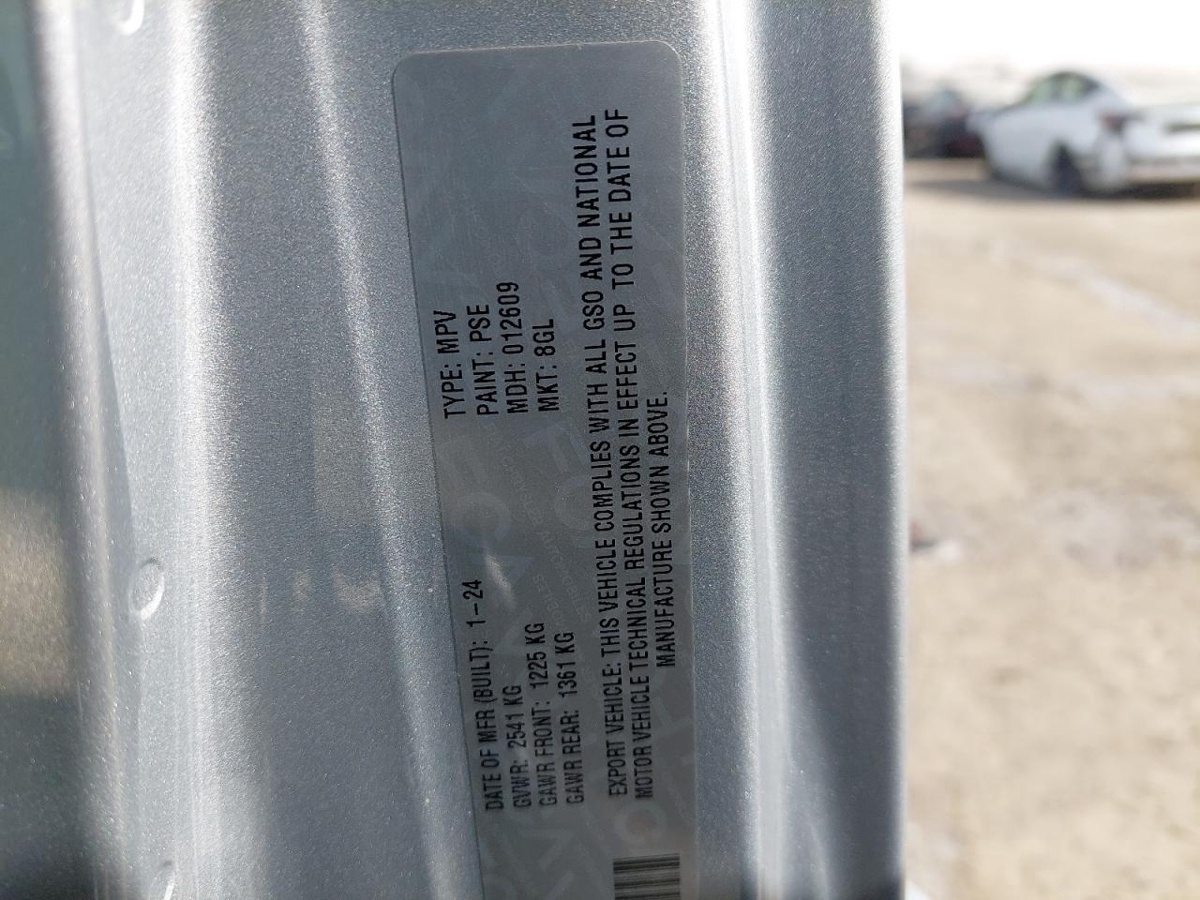 DATE OF MFR (BUILT): 1-24
GVWR: 2541 KG
GAWR FRONT: 1225 KG
GAWR REAR: 1361 KG
TYPE: MPV
PAINT: PSE
MDH: 012609
MKT: 8GL
EXPORT VEHICLE: THIS VEHICLE COMPLIES WITH ALL GSO AND NATIONAL
MOTOR VEHICLE TECHNICAL REGULATIONS IN EFFECT UP TO THE DATE OF
MANUFACTURE SHOWN ABOVE.